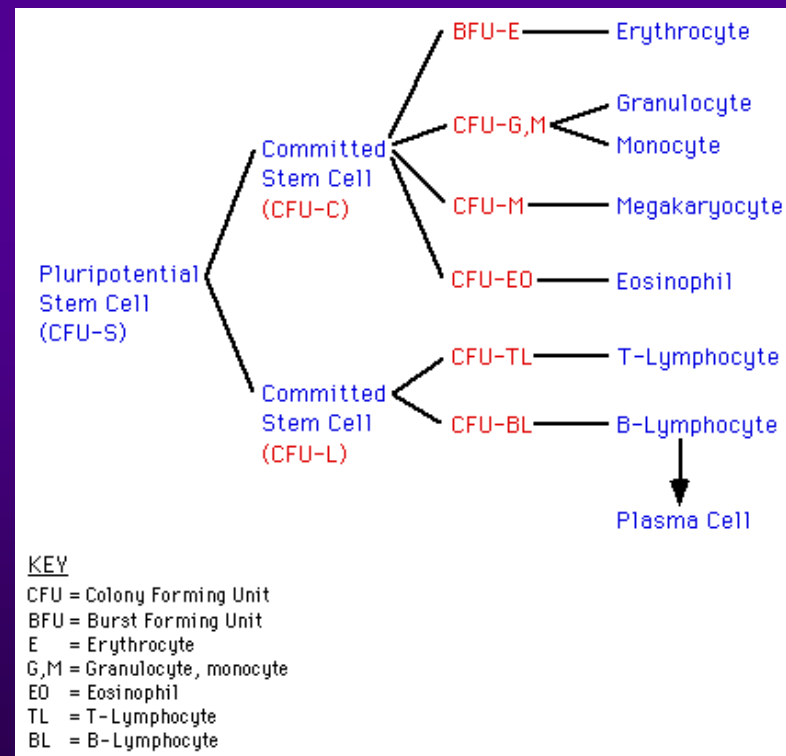 BFU-E
Erythrocyte
CFU-G,M
Granulocyte
Monocyte
Committed
Stem Cell
(CFU-C)
CFU-M
Megakaryocyte
CFU-EO
Eosinophil
Pluripotential
Stem Cell
(CFU-S)
CFU-TL
T-Lymphocyte
Committed
Stem Cell
(CFU-L)
CFU-BL
B-Lymphocyte
Plasma Cell
KEY
CFU = Colony Forming Unit
BFU = Burst Forming Unit
E = Erythrocyte
G,M = Granulocyte, monocyte
EO = Eosinophil
TL = T-Lymphocyte
BL = B-Lymphocyte